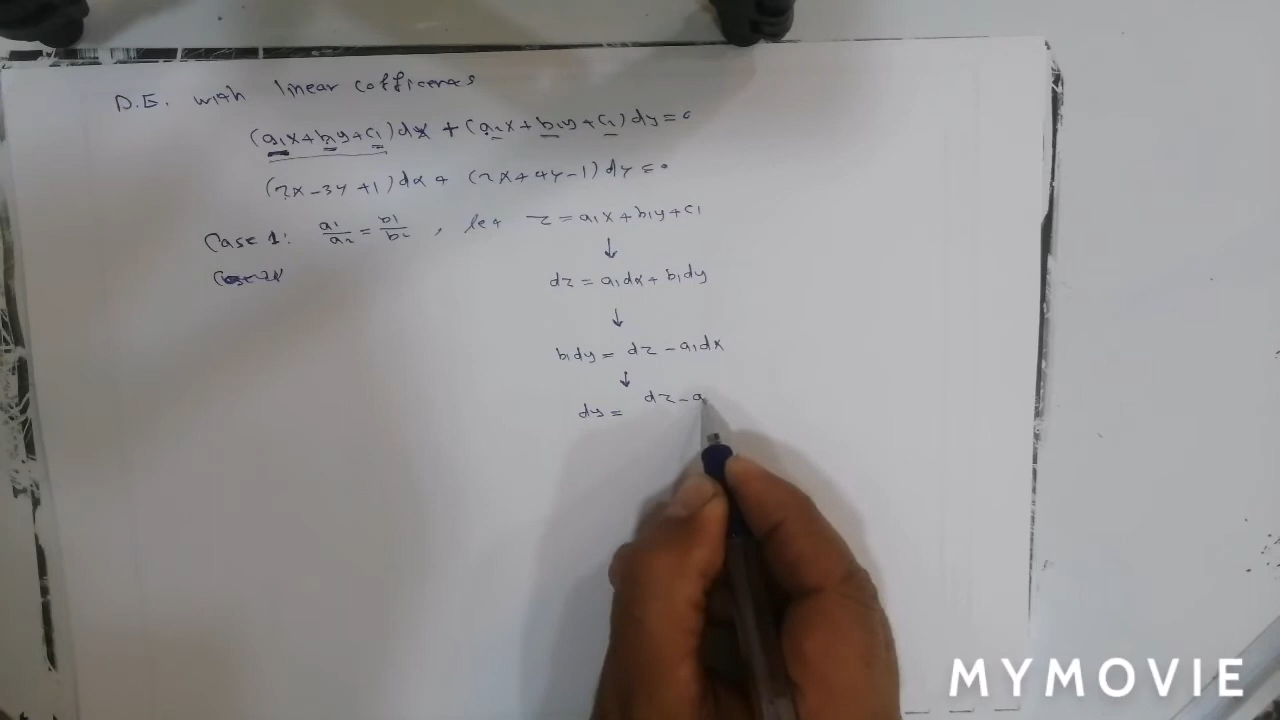 D.E. with linear cofficenas
(a1x+b1y+c1)dx + (a2x+b2y+c2)dy=0
(2x-3y+1)dx + (2x+4y-1)dy=0
Case 1: a1/a2 = b1/b2, let z=a1x+b1y+c1
↓
dz=a1dx+b1dy
↓
b1dy = dz-a1dx
↓
dy = dz-a
MYMOVIE